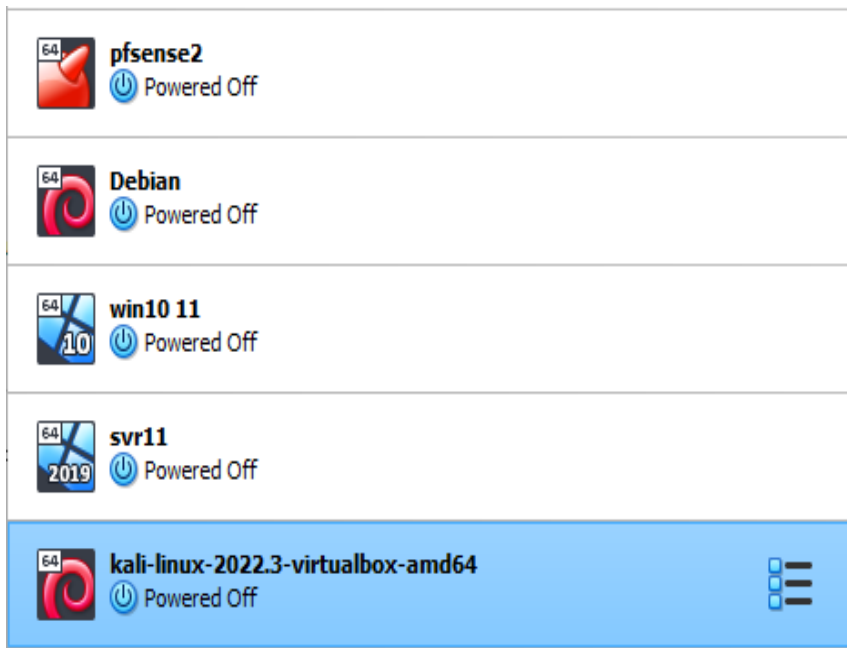 64
pfsense2
Powered Off
64
Debian
Powered Off
64
10
win10 11
Powered Off
64
2019
svr11
Powered Off
64
kali-linux-2022.3-virtualbox-amd64
Powered Off